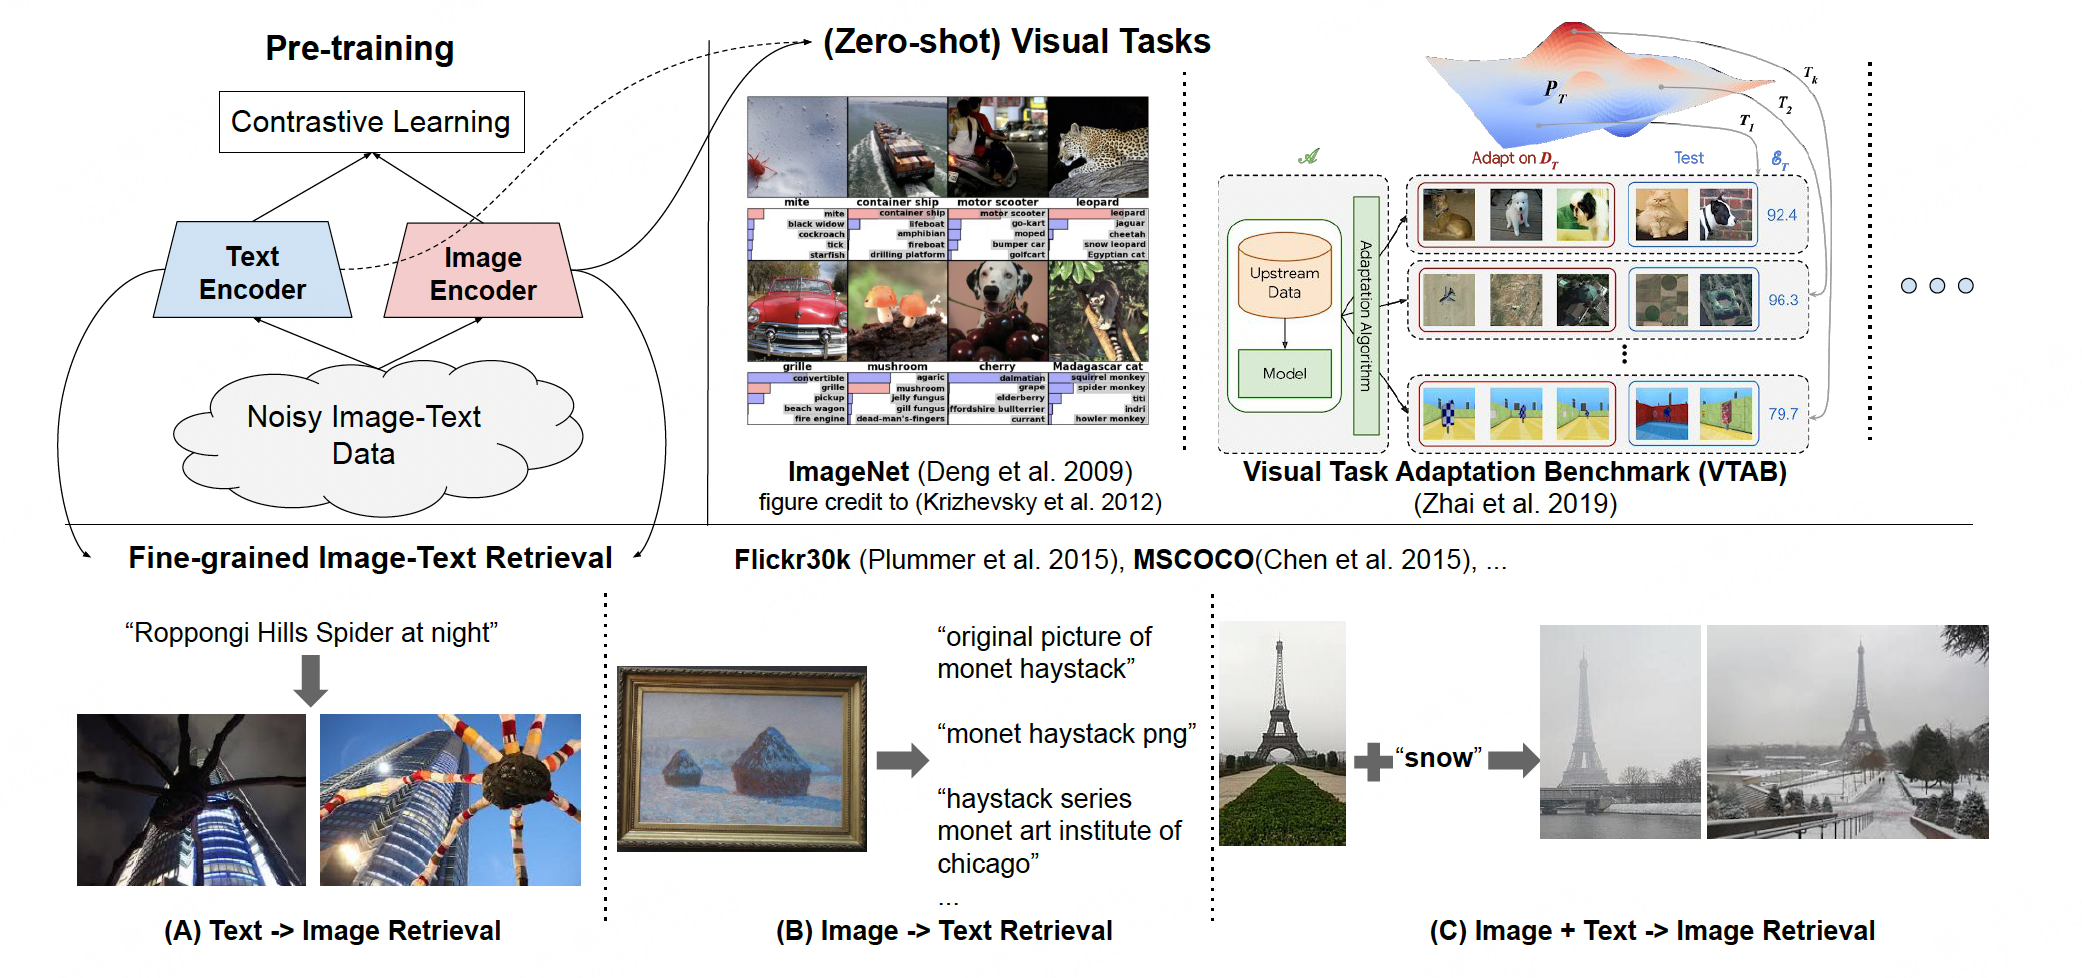 Pre-training
Contrastive Learning
Text
Encoder
Image
Encoder
Noisy Image-Text
Data
(Zero-shot) Visual Tasks
mite
container ship
motor scooter
leopard
mite
black widow
cockroach
tick
starfish
container ship
lifeboat
amphibian
fireboat
drilling platform
motor scooter
go-kart
moped
bumper car
golfcart
leopard
jaguar
cheetah
snow leopard
Egyptian cat
grille
mushroom
cherry
Madagascar cat
convertible
grille
pickup
beach wagon
fire engine
agaric
mushroom
jelly fungus
gill fungus
dead-man's-fingers
dalmatian
grape
elderberry
ffordshire bullterrier
currant
squirrel monkey
spider monkey
titi
indri
howler monkey
ImageNet (Deng et al. 2009)
figure credit to (Krizhevsky et al. 2012)
P_T
T_k
T_2
T_1
𝒜
Adapt on D_T
Test
ℰ_T
Upstream
Data
Model
Adaptation Algorithm
92.4
96.3
79.7
Visual Task Adaptation Benchmark (VTAB)
(Zhai et al. 2019)
Fine-grained Image-Text Retrieval
Flickr30k (Plummer et al. 2015), MSCOCO(Chen et al. 2015), ...
“Roppongi Hills Spider at night”
(A) Text -> Image Retrieval
“original picture of
monet haystack”
“monet haystack png”
“haystack series
monet art institute of
chicago”
...
(B) Image -> Text Retrieval
“snow”
(C) Image + Text -> Image Retrieval